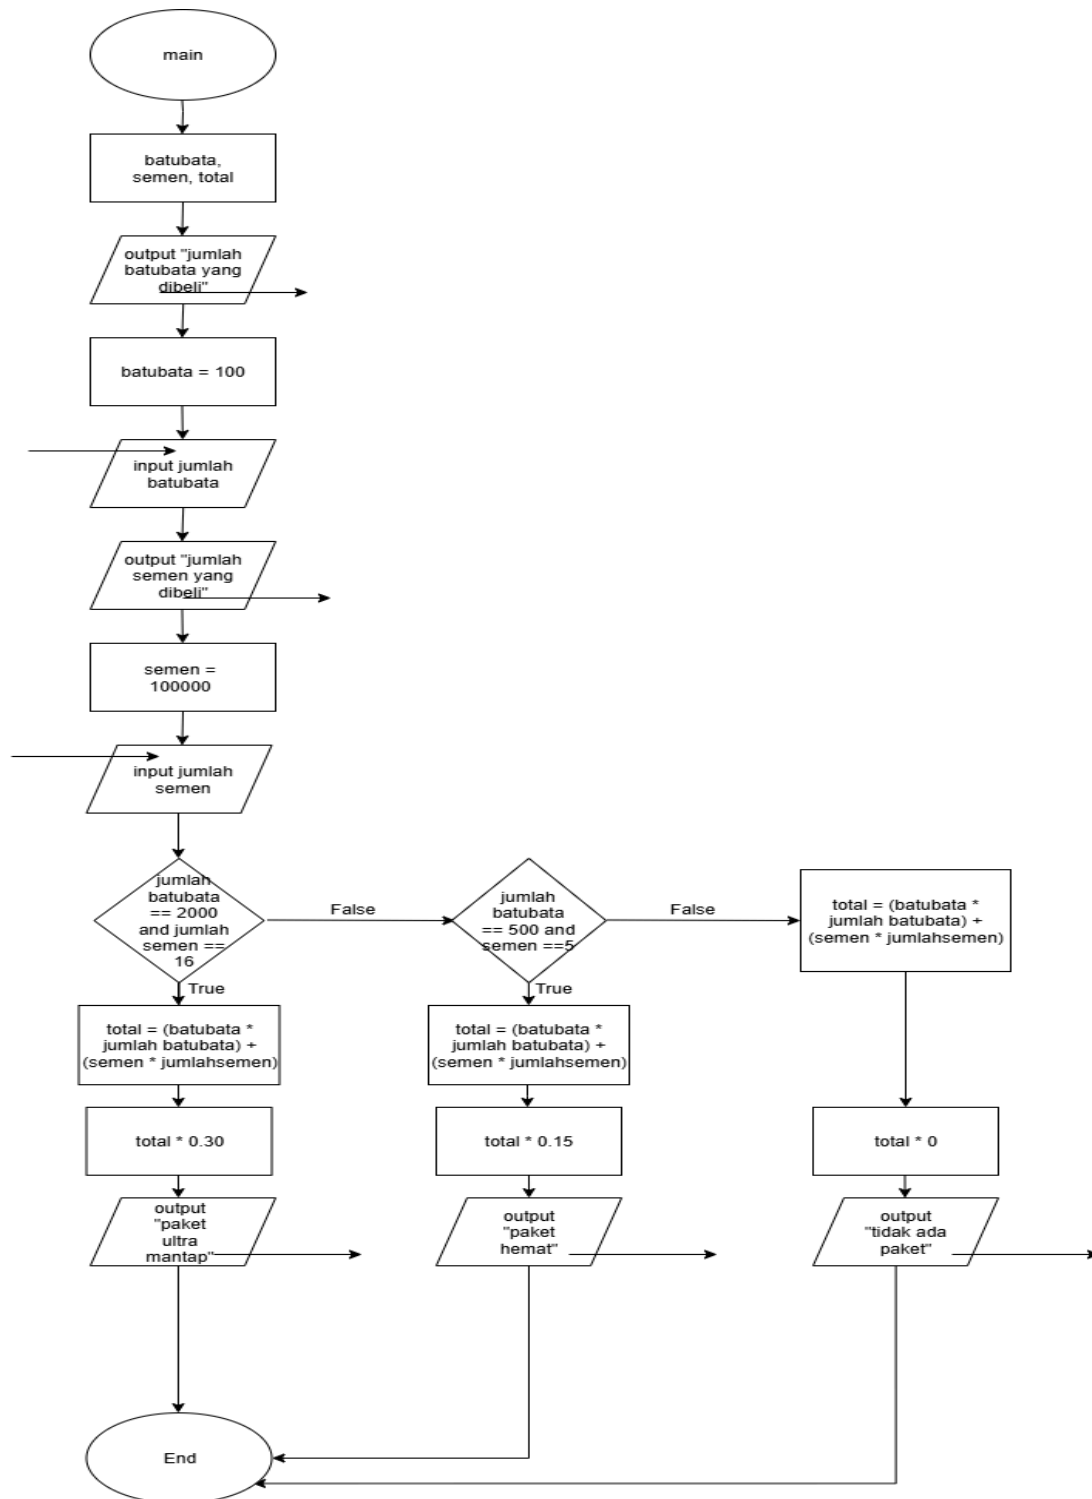 main
batubata,
semen, total
output "jumlah
batubata yang
dibeli"
batubata = 100
input jumlah
batubata
output "jumlah
semen yang
dibeli"
semen =
100000
input jumlah
semen
jumlah
batubata
== 2000
and jumlah
semen ==
16
False
jumlah
batubata
== 500 and
semen ==5
False
total = (batubata *
jumlah batubata) +
(semen * jumlahsemen)
True
total = (batubata *
jumlah batubata) +
(semen * jumlahsemen)
True
total = (batubata *
jumlah batubata) +
(semen * jumlahsemen)
total * 0.30
total * 0.15
total * 0
output
"paket
ultra
mantap"
output
"paket
hemat"
output
"tidak ada
paket"
End